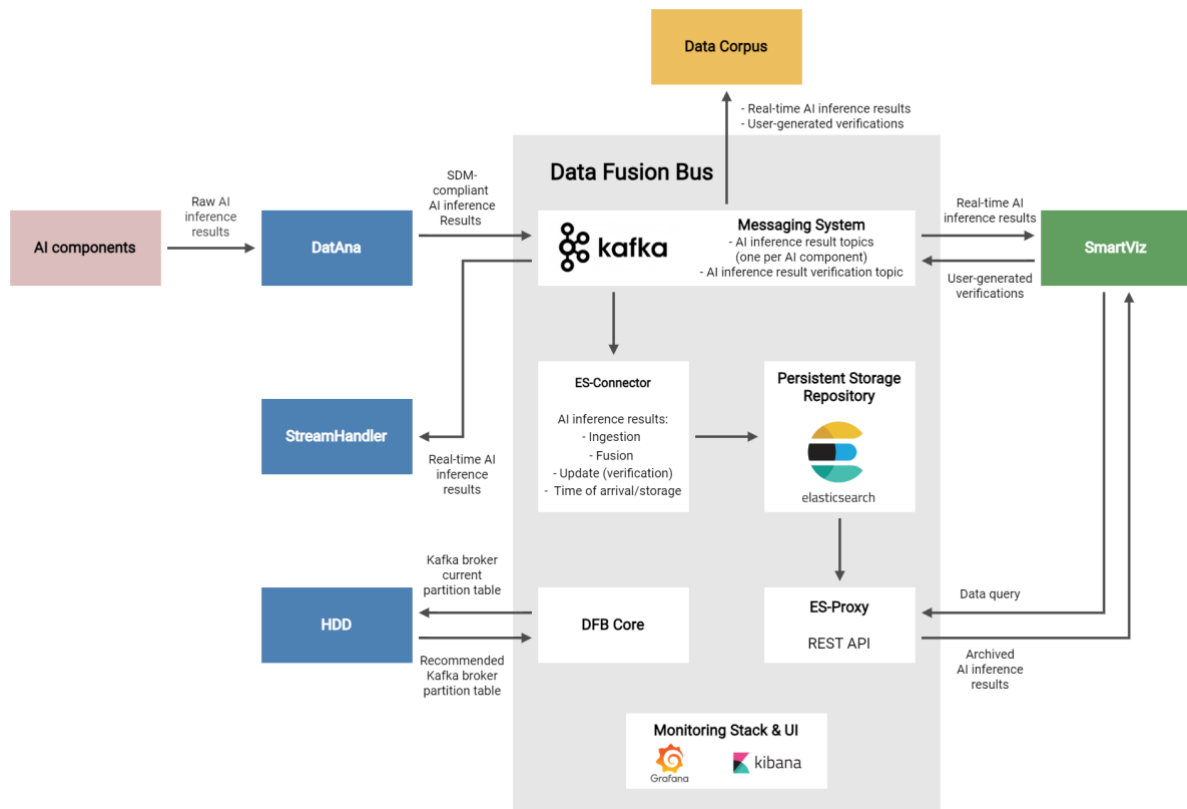 Data Corpus
- Real-time AI inference results
- User-generated verifications
Data Fusion Bus
SDM-
compliant
AI inference
Results
Raw AI
inference
results
AI components
DatAna
kafka
Messaging System
- AI inference result topics
(one per AI component)
- AI inference result verification topic
Real-time AI
inference results
SmartViz
User-generated
verifications
ES-Connector
AI inference results:
- Ingestion
- Fusion
- Update (verification)
- Time of arrival/storage
Persistent Storage
Repository
elasticsearch
StreamHandler
Real-time AI
inference
results
Kafka broker
current
partition table
HDD
Recommended
Kafka broker
partition table
DFB Core
ES-Proxy
REST API
Data query
Archived
AI inference
results
Monitoring Stack & UI
Grafana
kibana